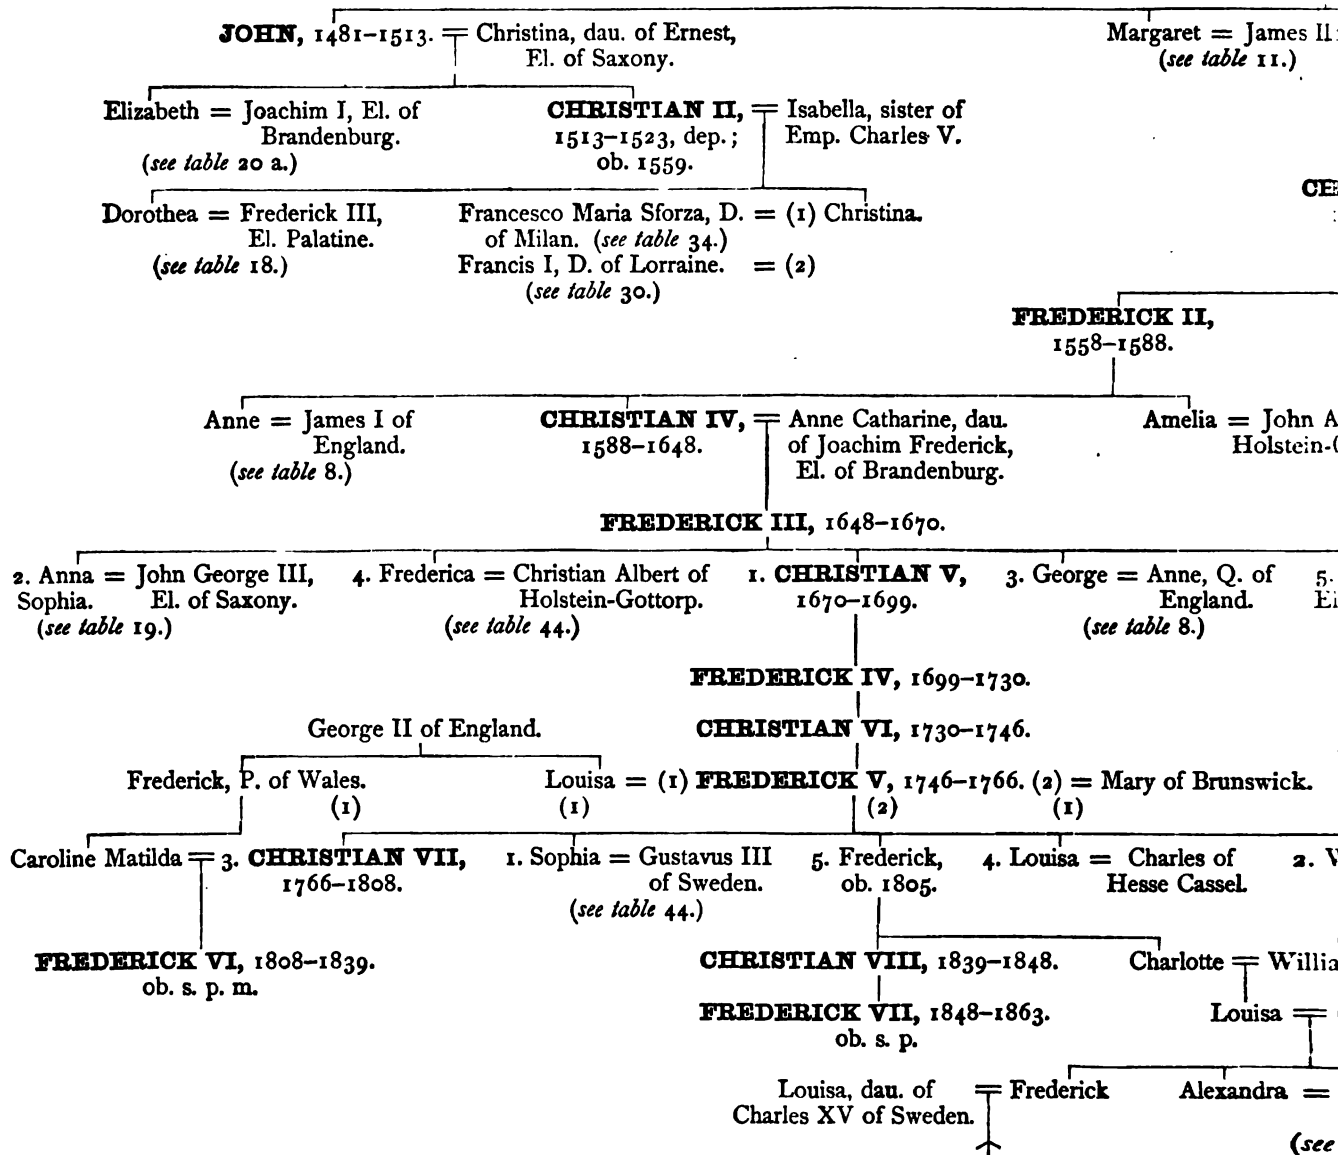 JOHN, 1481–1513. = Christina, dau. of Ernest,
El. of Saxony.
Margaret = James II
(see table 11.)
Elizabeth = Joachim I, El. of
Brandenburg.
(see table 20 a.)
CHRISTIAN II, = Isabella, sister of
1513–1523, dep.; Emp. Charles V.
ob. 1559.
Dorothea = Frederick III,
El. Palatine.
(see table 18.)
Francesco Maria Sforza, D. = (1) Christina.
of Milan. (see table 34.)
Francis I, D. of Lorraine. = (2)
(see table 30.)
FREDERICK II,
1558–1588.
Anne = James I of
England.
(see table 8.)
CHRISTIAN IV, = Anne Catharine, dau.
1588–1648. of Joachim Frederick,
El. of Brandenburg.
Amelia = John A
Holstein-
FREDERICK III, 1648–1670.
2. Anna = John George III,
Sophia. El. of Saxony.
(see table 19.)
4. Frederica = Christian Albert of
Holstein-Gottorp.
(see table 44.)
1. CHRISTIAN V,
1670–1699.
3. George = Anne, Q. of
England.
(see table 8.)
5.
FREDERICK IV, 1699–1730.
George II of England.
CHRISTIAN VI, 1730–1746.
Frederick, P. of Wales.
Louisa = (1) FREDERICK V, 1746–1766. (2) = Mary of Brunswick.
(1) (1) (2) (1)
Caroline Matilda = 3. CHRISTIAN VII,
1766–1808.
1. Sophia = Gustavus III
of Sweden.
(see table 44.)
5. Frederick,
ob. 1805.
4. Louisa = Charles of
Hesse Cassel.
2.
FREDERICK VI, 1808–1839.
ob. s. p. m.
CHRISTIAN VIII, 1839–1848.
Charlotte = Willia
FREDERICK VII, 1848–1863.
ob. s. p.
Louisa =
Louisa, dau. of = Frederick
Charles XV of Sweden.
Alexandra =
(see